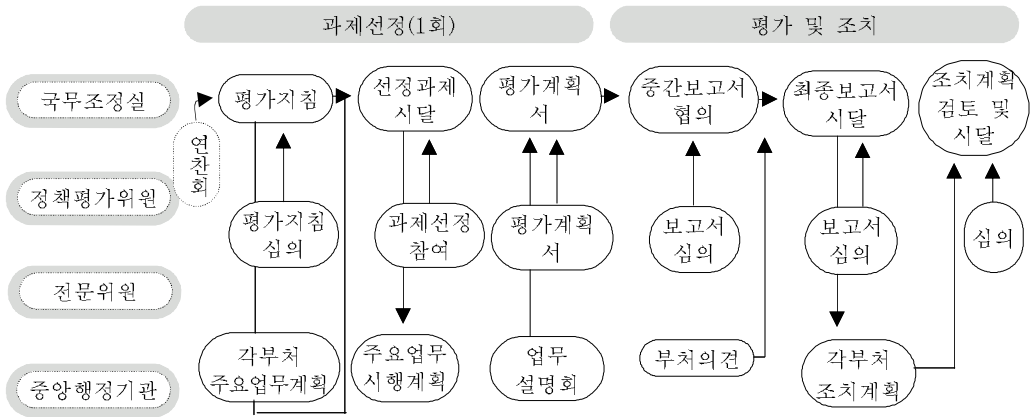 과제선정(1회)
평가 및 조치
국무조정실
연찬회
평가지침
선정과제
시달
평가계획
서
중간보고서
협의
최종보고서
시달
조치계획
검토 및
시달
정책평가위원
평가지침
심의
과제선정
참여
평가계획
서
보고서
심의
보고서
심의
심의
전문위원
중앙행정기관
각부처
주요업무계획
주요업무
시행계획
업무
설명회
부처의견
각부처
조치계획